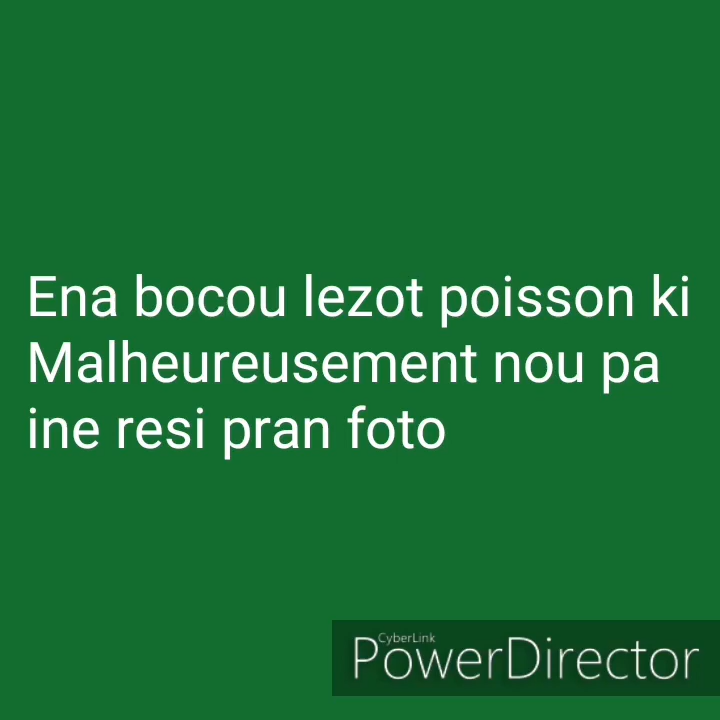 Ena bocou lezot poisson ki
Malheureusement nou pa
ine resi pran foto
CyberLink
PowerDirector